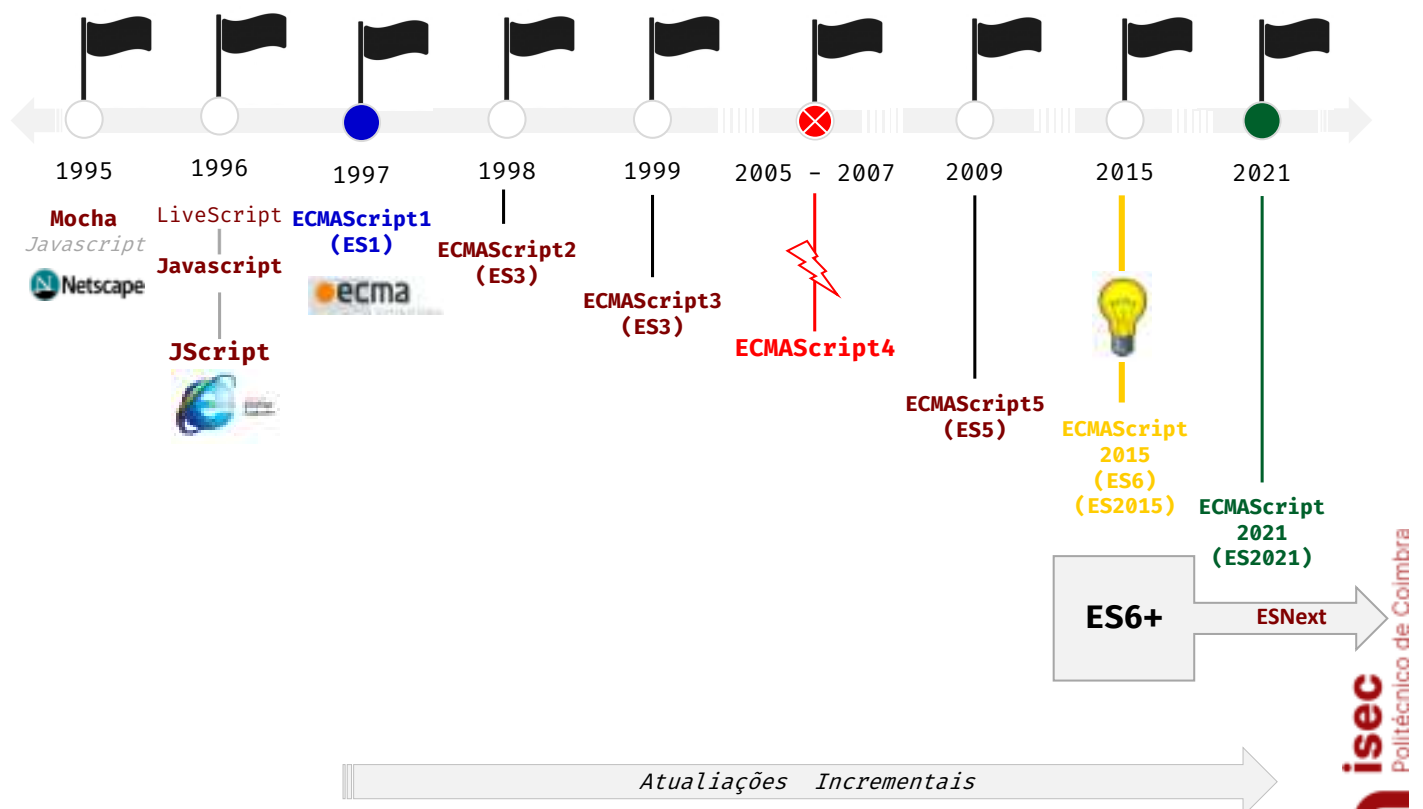 1995
1996
1997
1998
1999
2005 – 2007
2009
2015
2021
Mocha
Javascript
Netscape
LiveScript
Javascript
JScript
ECMAScript1
(ES1)
ecma
ECMAScript2
(ES3)
ECMAScript3
(ES3)
ECMAScript4
ECMAScript5
(ES5)
ECMAScript
2015
(ES6)
(ES2015)
ECMAScript
2021
(ES2021)
ES6+
ESNext
Atualiações Incrementais
isec
Politécnico de Coimbra